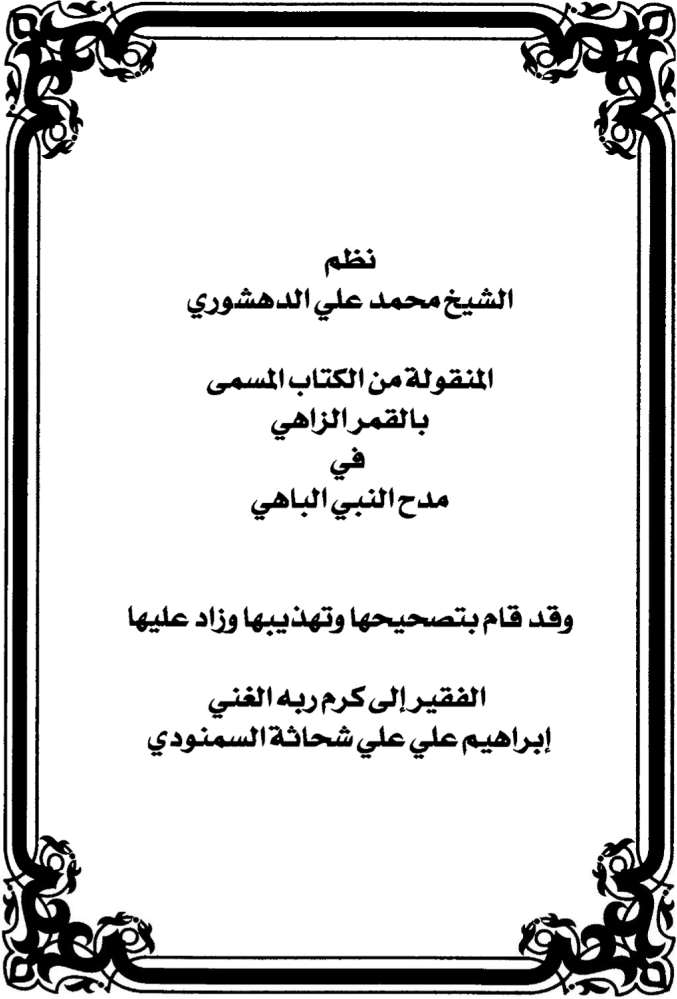 نظم
الشيخ محمد علي الدهشوري
المنقولة من الكتاب المسمى
بالقمر الزاهي
في
مدح النبي الباهي
وقد قام بتصحيحها وتهذيبها وزاد عليها
الفقير إلى كرم ربه الغني
إبراهيم علي علي شحاثة السمنودي